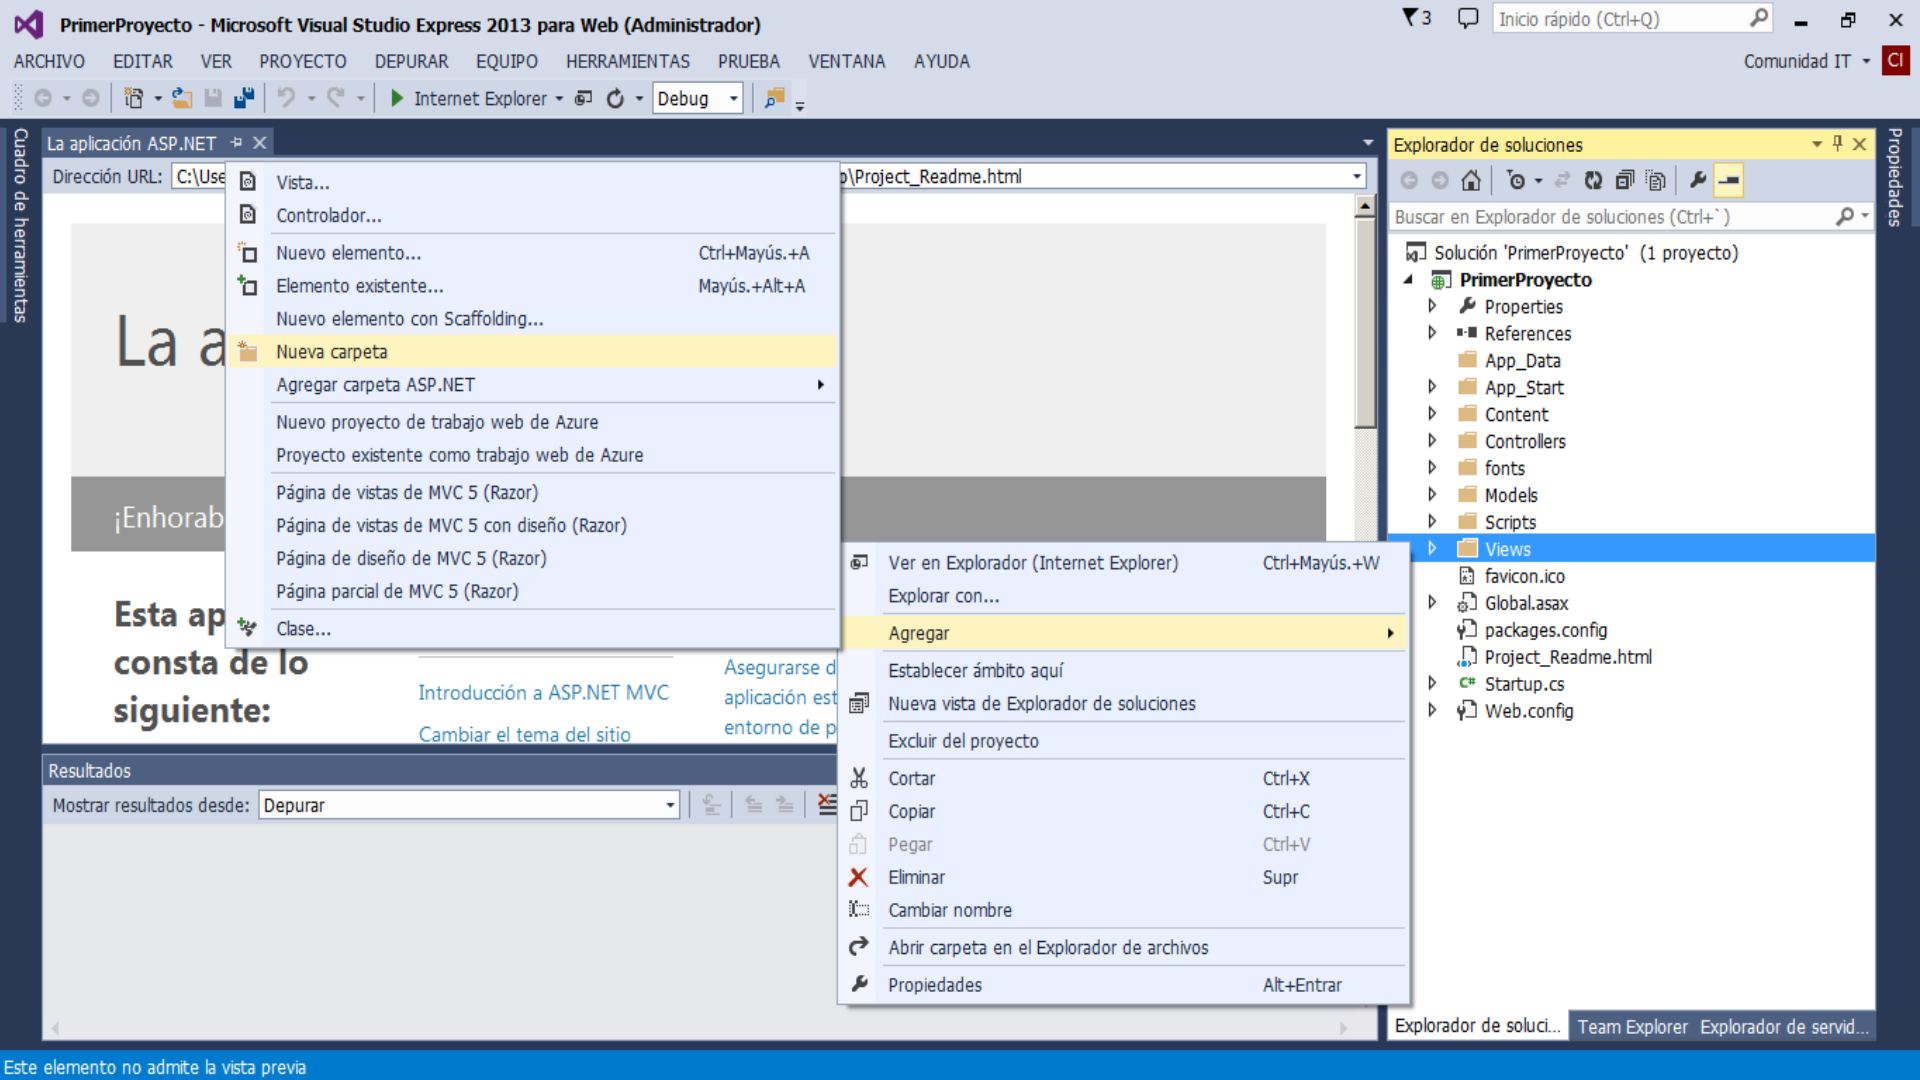 PrimerProyecto - Microsoft Visual Studio Express 2013 para Web (Administrador)
3
Inicio rápido (Ctrl+Q)
ARCHIVO EDITAR VER PROYECTO DEPURAR EQUIPO HERRAMIENTAS PRUEBA VENTANA AYUDA
Comunidad IT CI
Internet Explorer Debug
Cuadro de herramientas
La aplicación ASP.NET
Dirección URL: C:\Use
o\Project_Readme.html
La a
¡Enhorab
Esta ap
consta de lo
siguiente:
Introducción a ASP.NET MVC
Cambiar el tema del sitio
Asegurarse d
aplicación est
entorno de p
Vista...
Controlador...
Nuevo elemento... Ctrl+Mayús.+A
Elemento existente... Mayús.+Alt+A
Nuevo elemento con Scaffolding...
Nueva carpeta
Agregar carpeta ASP.NET
Nuevo proyecto de trabajo web de Azure
Proyecto existente como trabajo web de Azure
Página de vistas de MVC 5 (Razor)
Página de vistas de MVC 5 con diseño (Razor)
Página de diseño de MVC 5 (Razor)
Página parcial de MVC 5 (Razor)
Clase...
Ver en Explorador (Internet Explorer) Ctrl+Mayús.+W
Explorar con...
Agregar
Establecer ámbito aquí
Nueva vista de Explorador de soluciones
Excluir del proyecto
Cortar Ctrl+X
Copiar Ctrl+C
Pegar Ctrl+V
Eliminar Supr
Cambiar nombre
Abrir carpeta en el Explorador de archivos
Propiedades Alt+Entrar
Resultados
Mostrar resultados desde: Depurar
Explorador de soluciones
Buscar en Explorador de soluciones (Ctrl+`)
Solución 'PrimerProyecto' (1 proyecto)
PrimerProyecto
Properties
References
App_Data
App_Start
Content
Controllers
fonts
Models
Scripts
Views
favicon.ico
Global.asax
packages.config
Project_Readme.html
Startup.cs
Web.config
Explorador de soluci... Team Explorer Explorador de servid...
Propiedades
Este elemento no admite la vista previa